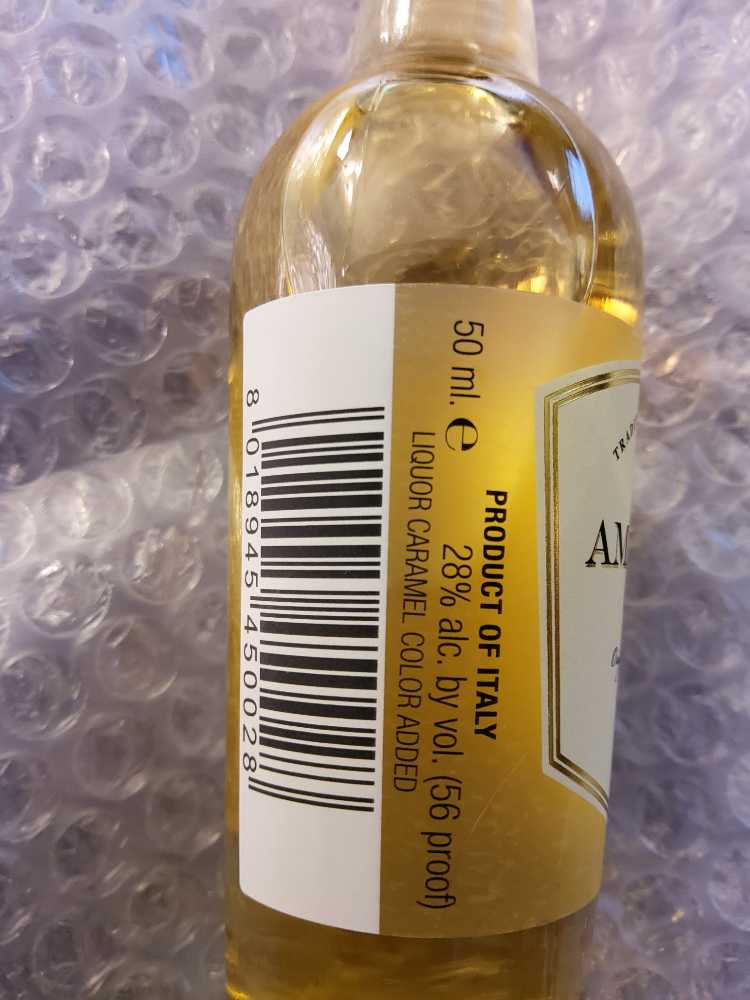 PRODUCT OF ITALY
50 ml. e 28% alc. by vol. (56 proof)
LIQUOR CARAMEL COLOR ADDED
8 018945 450028